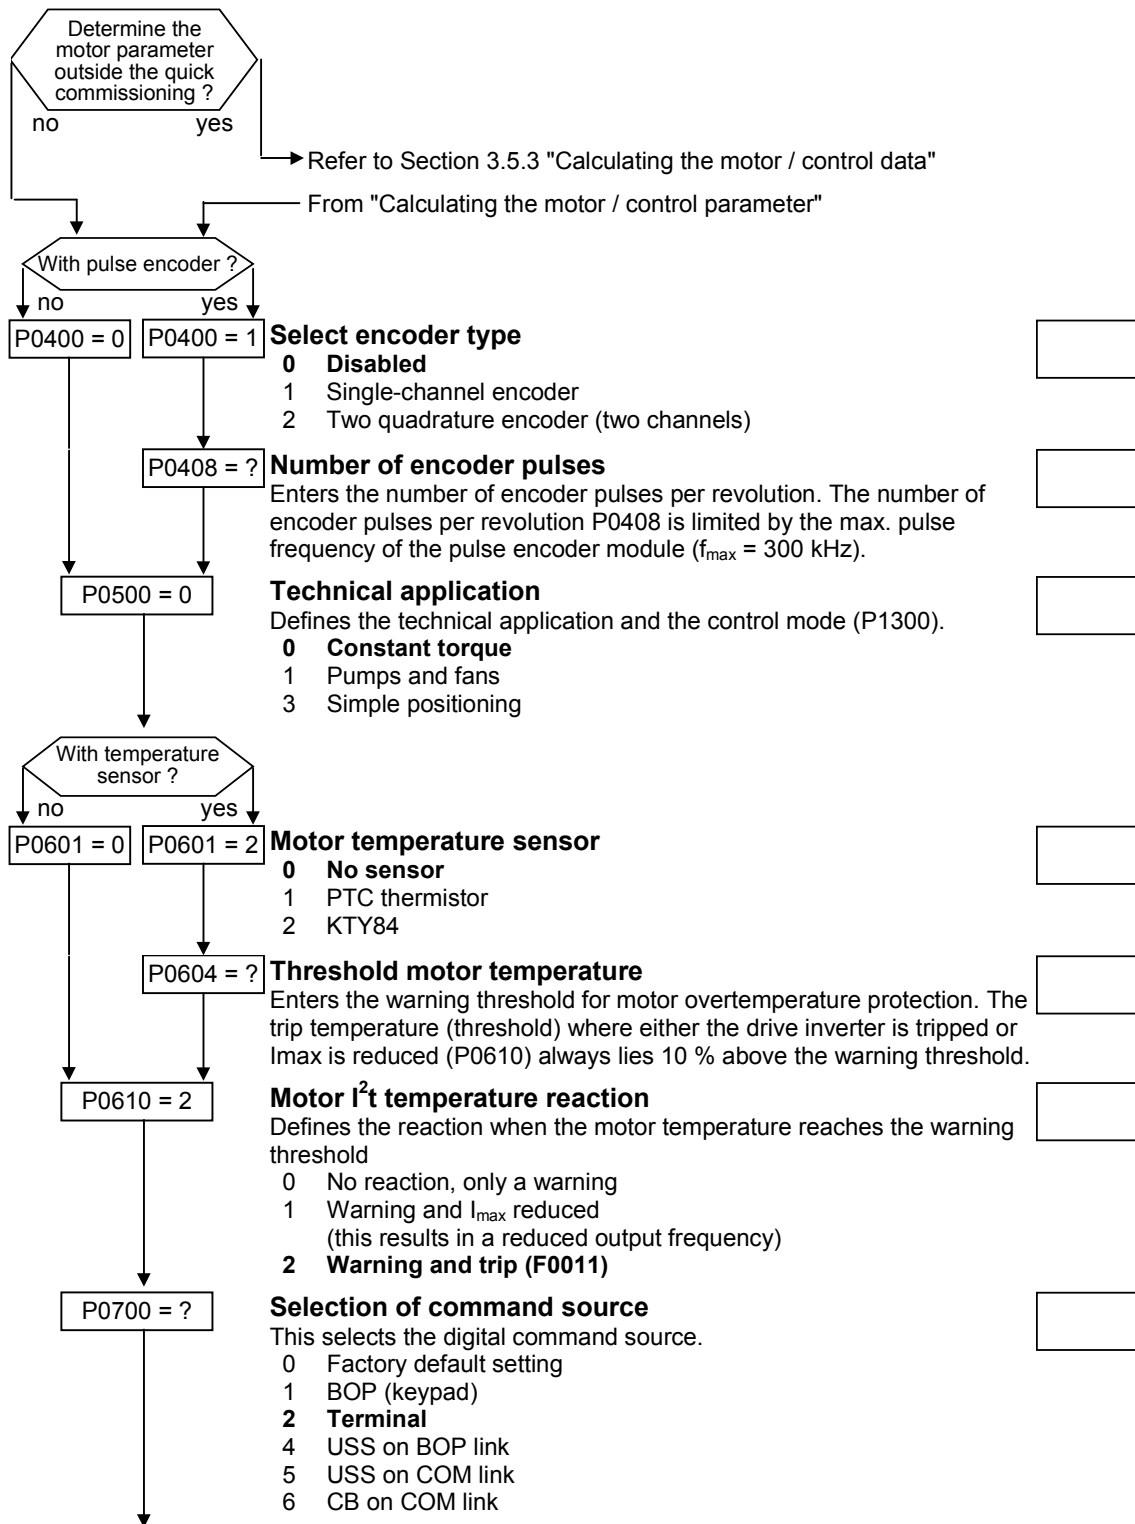 Determine the
motor parameter
outside the quick
commissioning ?
no yes
Refer to Section 3.5.3 "Calculating the motor / control data"
From "Calculating the motor / control parameter"
With pulse encoder ?
no yes
P0400 = 0 P0400 = 1 Select encoder type
0 Disabled
1 Single-channel encoder
2 Two quadrature encoder (two channels)
P0408 = ? Number of encoder pulses
Enters the number of encoder pulses per revolution. The number of
encoder pulses per revolution P0408 is limited by the max. pulse
frequency of the pulse encoder module (fmax = 300 kHz).
P0500 = 0 Technical application
Defines the technical application and the control mode (P1300).
0 Constant torque
1 Pumps and fans
3 Simple positioning
With temperature
sensor ?
no yes
P0601 = 0 P0601 = 2 Motor temperature sensor
0 No sensor
1 PTC thermistor
2 KTY84
P0604 = ? Threshold motor temperature
Enters the warning threshold for motor overtemperature protection. The
trip temperature (threshold) where either the drive inverter is tripped or
Imax is reduced (P0610) always lies 10 % above the warning threshold.
P0610 = 2 Motor I²t temperature reaction
Defines the reaction when the motor temperature reaches the warning
threshold
0 No reaction, only a warning
1 Warning and Imax reduced
(this results in a reduced output frequency)
2 Warning and trip (F0011)
P0700 = ? Selection of command source
This selects the digital command source.
0 Factory default setting
1 BOP (keypad)
2 Terminal
4 USS on BOP link
5 USS on COM link
6 CB on COM link